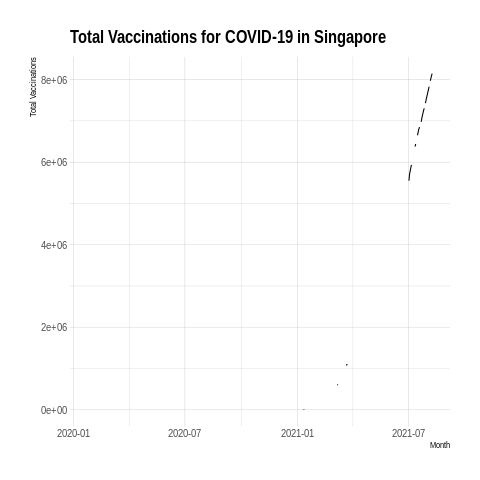 Total Vaccinations for COVID-19 in Singapore
Total Vaccinations
8e+06
6e+06
4e+06
2e+06
0e+00
2020-01
2020-07
2021-01
2021-07
Month